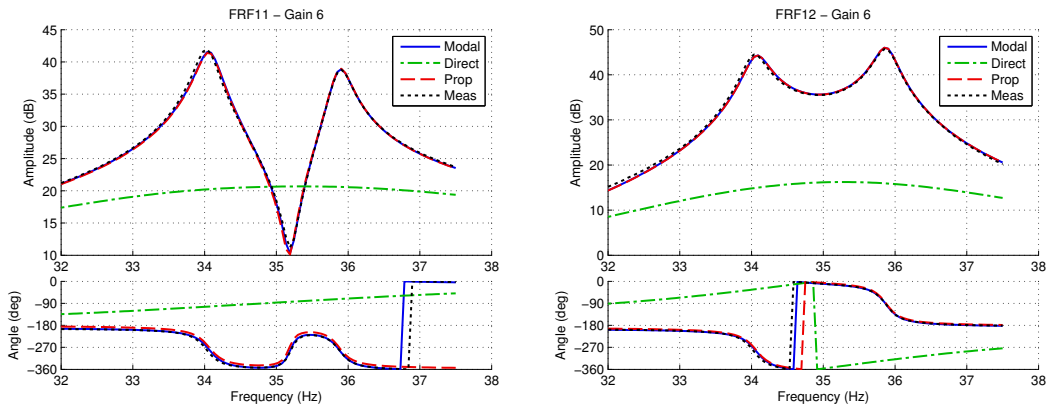 FRF11 − Gain 6
45
40
35
30
25
20
15
10
Amplitude (dB)
32 33 34 35 36 37 38
Modal
Direct
Prop
Meas
0
−90
−180
−270
−360
Angle (deg)
32 33 34 35 36 37 38
Frequency (Hz)
FRF12 − Gain 6
50
40
30
20
10
0
Amplitude (dB)
32 33 34 35 36 37 38
Modal
Direct
Prop
Meas
0
−90
−180
−270
−360
Angle (deg)
32 33 34 35 36 37 38
Frequency (Hz)